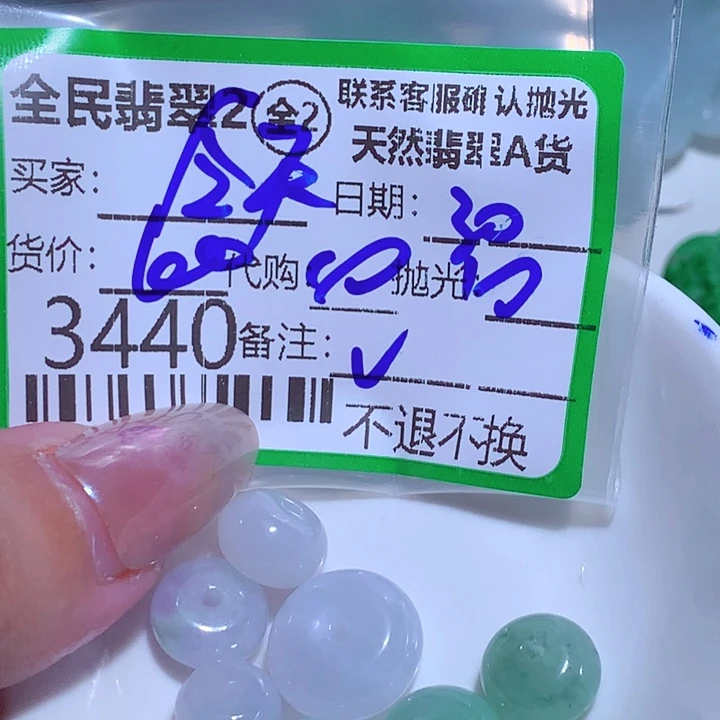 全民翡翠2 全2 联系客服确认抛光
天然翡翠A货
买家： 日期：
货价： 代购： 抛光：
3440 备注：
不退不换